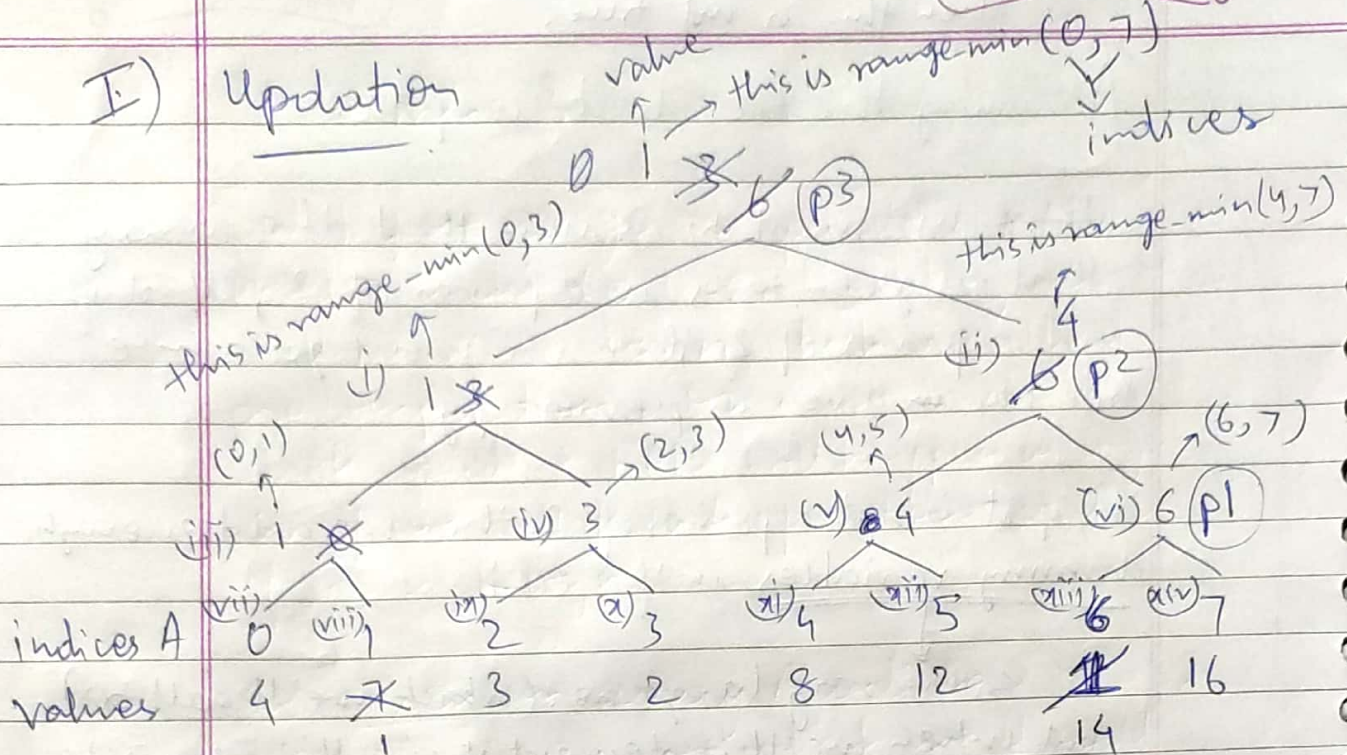 I) Updation
value
this is range-min(0,7)
indices
0 1 3 6 p3
this is range-min(0,3)
this is range-min(4,7)
i) 1 3
ii) 4 6 p2
(0,1) (2,3) (4,5) (6,7)
iii) 1
(iv) 3
(v) 4
(vi) 6 p1
(vii) (viii) (ix) (x) (xi) (xii) (xiii) (xiv)
indices A 0 1 2 3 4 5 6 7
values 4 7 3 2 8 12 16
1 14